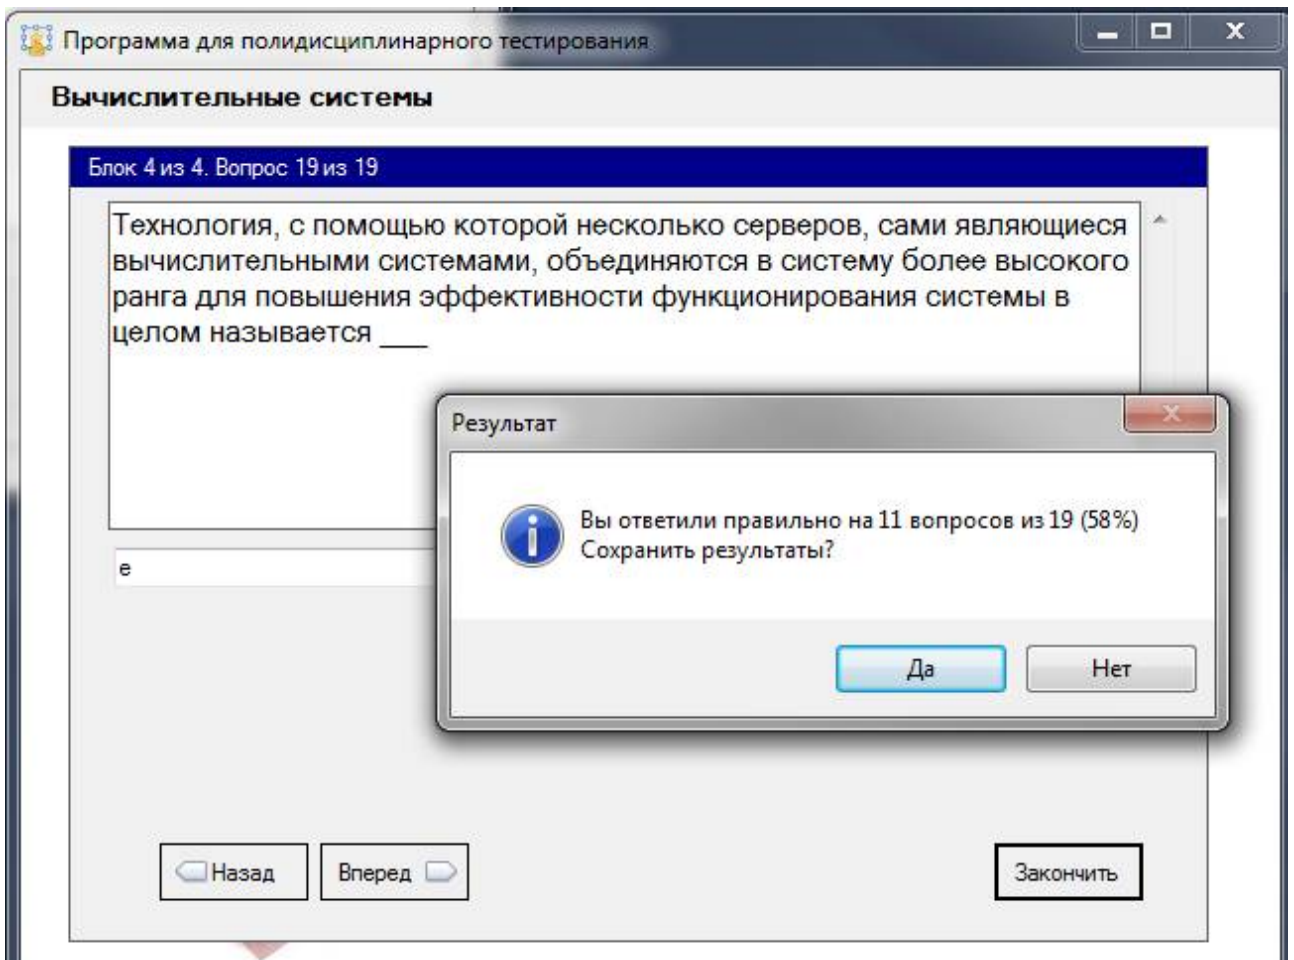 Программа для полидисциплинарного тестирования
Вычислительные системы
Блок 4 из 4. Вопрос 19 из 19
Технология, с помощью которой несколько серверов, сами являющиеся
вычислительными системами, объединяются в систему более высокого
ранга для повышения эффективности функционирования системы в
целом называется ___
е
Результат
Вы ответили правильно на 11 вопросов из 19 (58%)
Сохранить результаты?
Да
Нет
Назад
Вперед
Закончить